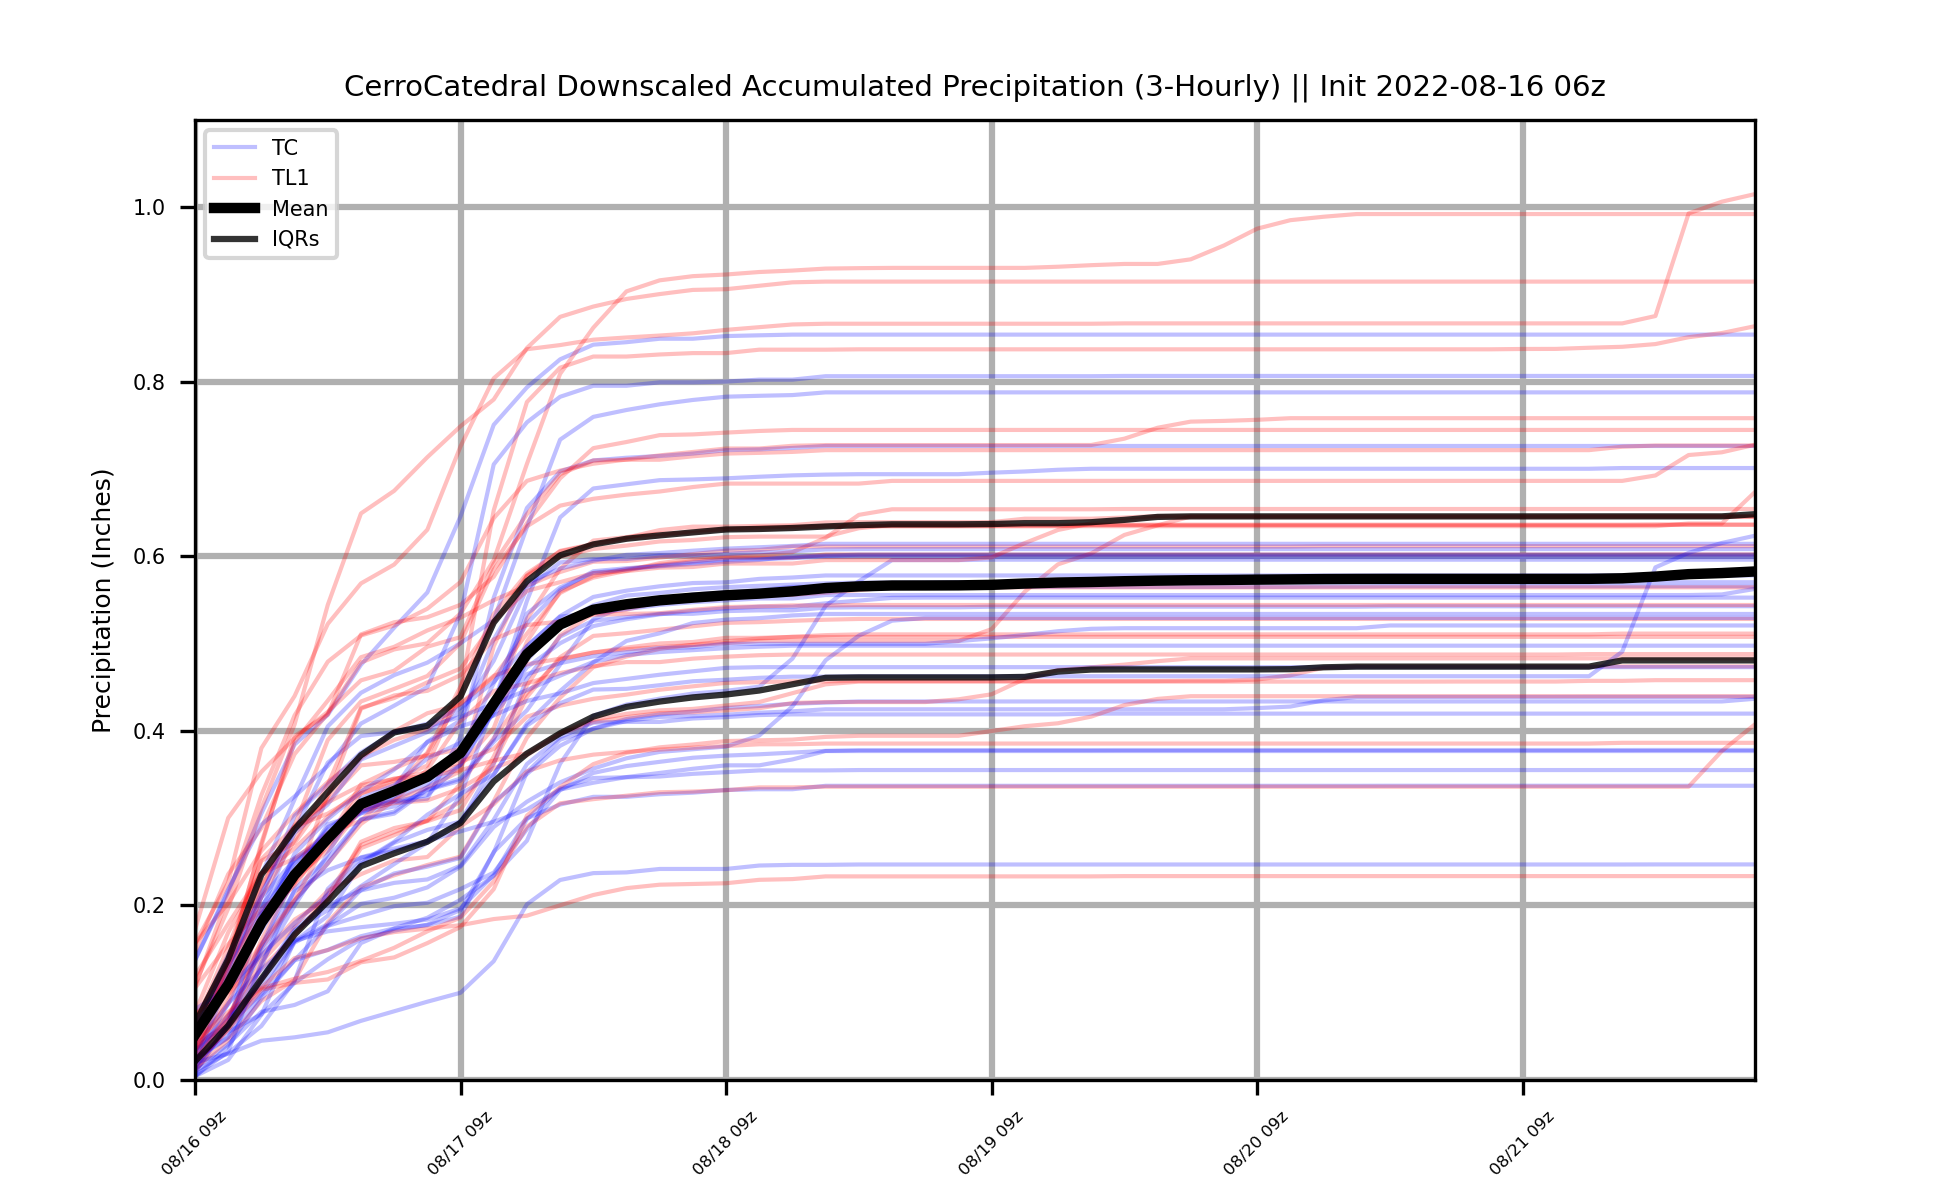 CerroCatedral Downscaled Accumulated Precipitation (3-Hourly) || Init 2022-08-16 06z
TC
TL1
Mean
IQRs
Precipitation (Inches)
1.0
0.8
0.6
0.4
0.2
0.0
08/16 09z
08/17 09z
08/18 09z
08/19 09z
08/20 09z
08/21 09z